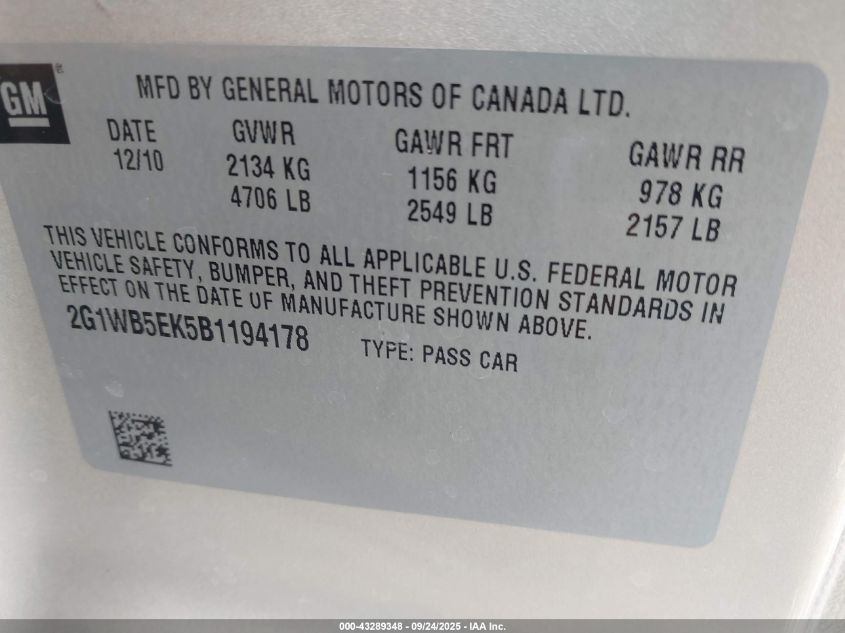 GM
MFD BY GENERAL MOTORS OF CANADA LTD.
DATE GVWR GAWR FRT GAWR RR
12/10 2134 KG 1156 KG 978 KG
4706 LB 2549 LB 2157 LB
THIS VEHICLE CONFORMS TO ALL APPLICABLE U.S. FEDERAL MOTOR
VEHICLE SAFETY, BUMPER, AND THEFT PREVENTION STANDARDS IN
EFFECT ON THE DATE OF MANUFACTURE SHOWN ABOVE.
2G1WB5EK5B1194178 TYPE: PASS CAR
000-43289348 - 09/24/2025 - IAA Inc.